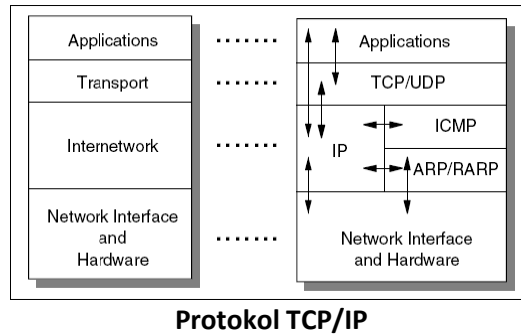 Applications
Transport
Internetwork
Network Interface
and
Hardware
Applications
TCP/UDP
ICMP
IP
ARP/RARP
Network Interface
and Hardware
Protokol TCP/IP